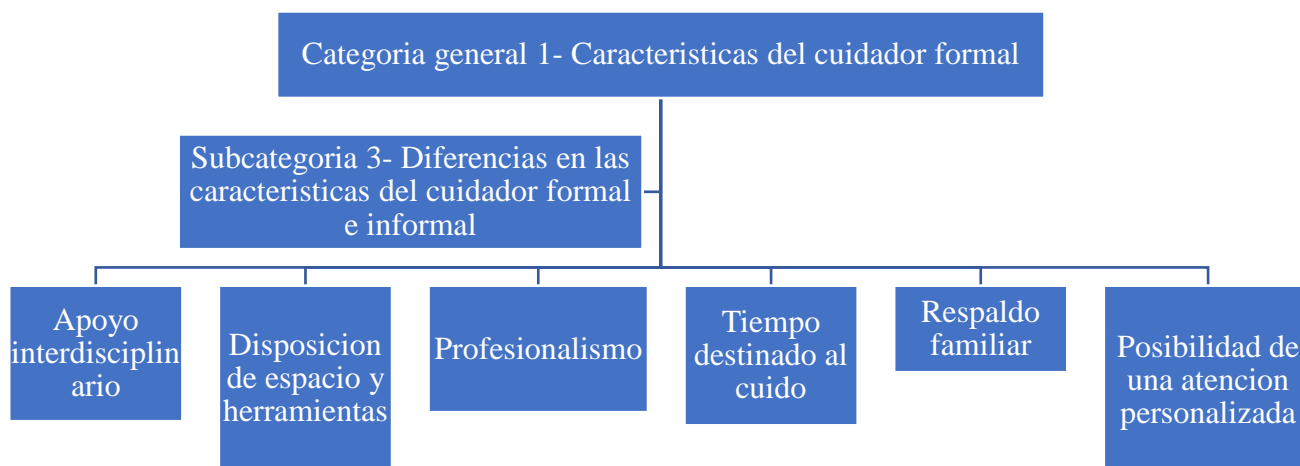 Categoria general 1- Caracteristicas del cuidador formal
Subcategoria 3- Diferencias en las
caracteristicas del cuidador formal
e informal
Apoyo
interdisciplin
ario
Disposicion
de espacio y
herramientas
Profesionalismo
Tiempo
destinado al
cuido
Respaldo
familiar
Posibilidad de
una atencion
personalizada